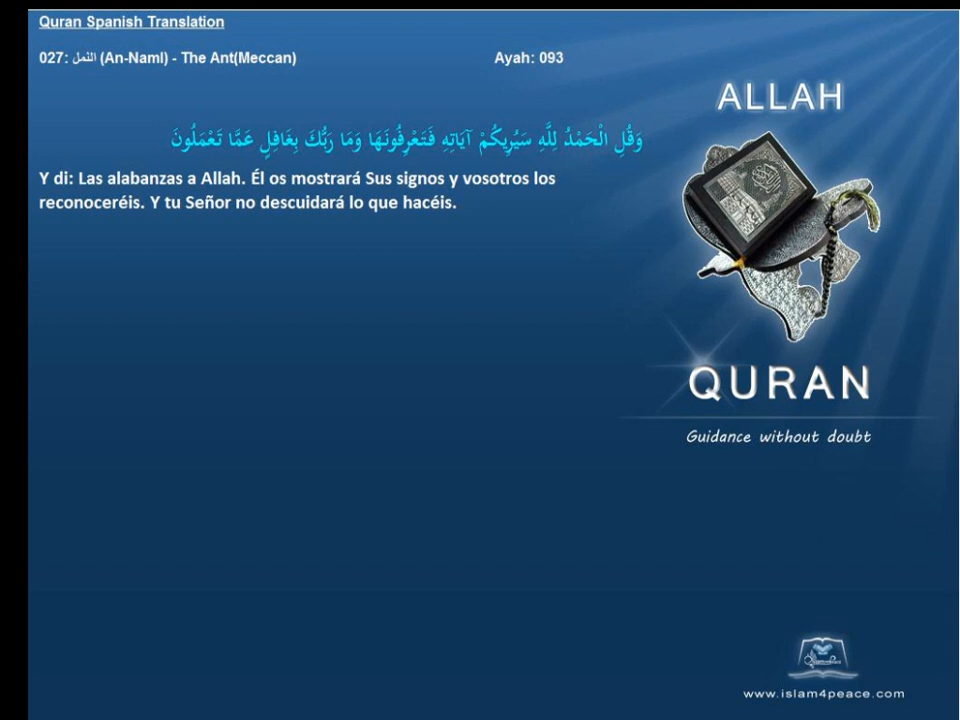 Quran Spanish Translation
027: النمل (An-Naml) - The Ant(Meccan) Ayah: 093
وَقُلِ الْحَمْدُ لِلَّهِ سَيُرِيكُمْ آيَاتِهِ فَتَعْرِفُونَهَا وَمَا رَبُّكَ بِغَافِلٍ عَمَّا تَعْمَلُونَ
Y di: Las alabanzas a Allah. Él os mostrará Sus signos y vosotros los
reconoceréis. Y tu Señor no descuidará lo que hacéis.
ALLAH
QURAN
Guidance without doubt
www.islam4peace.com